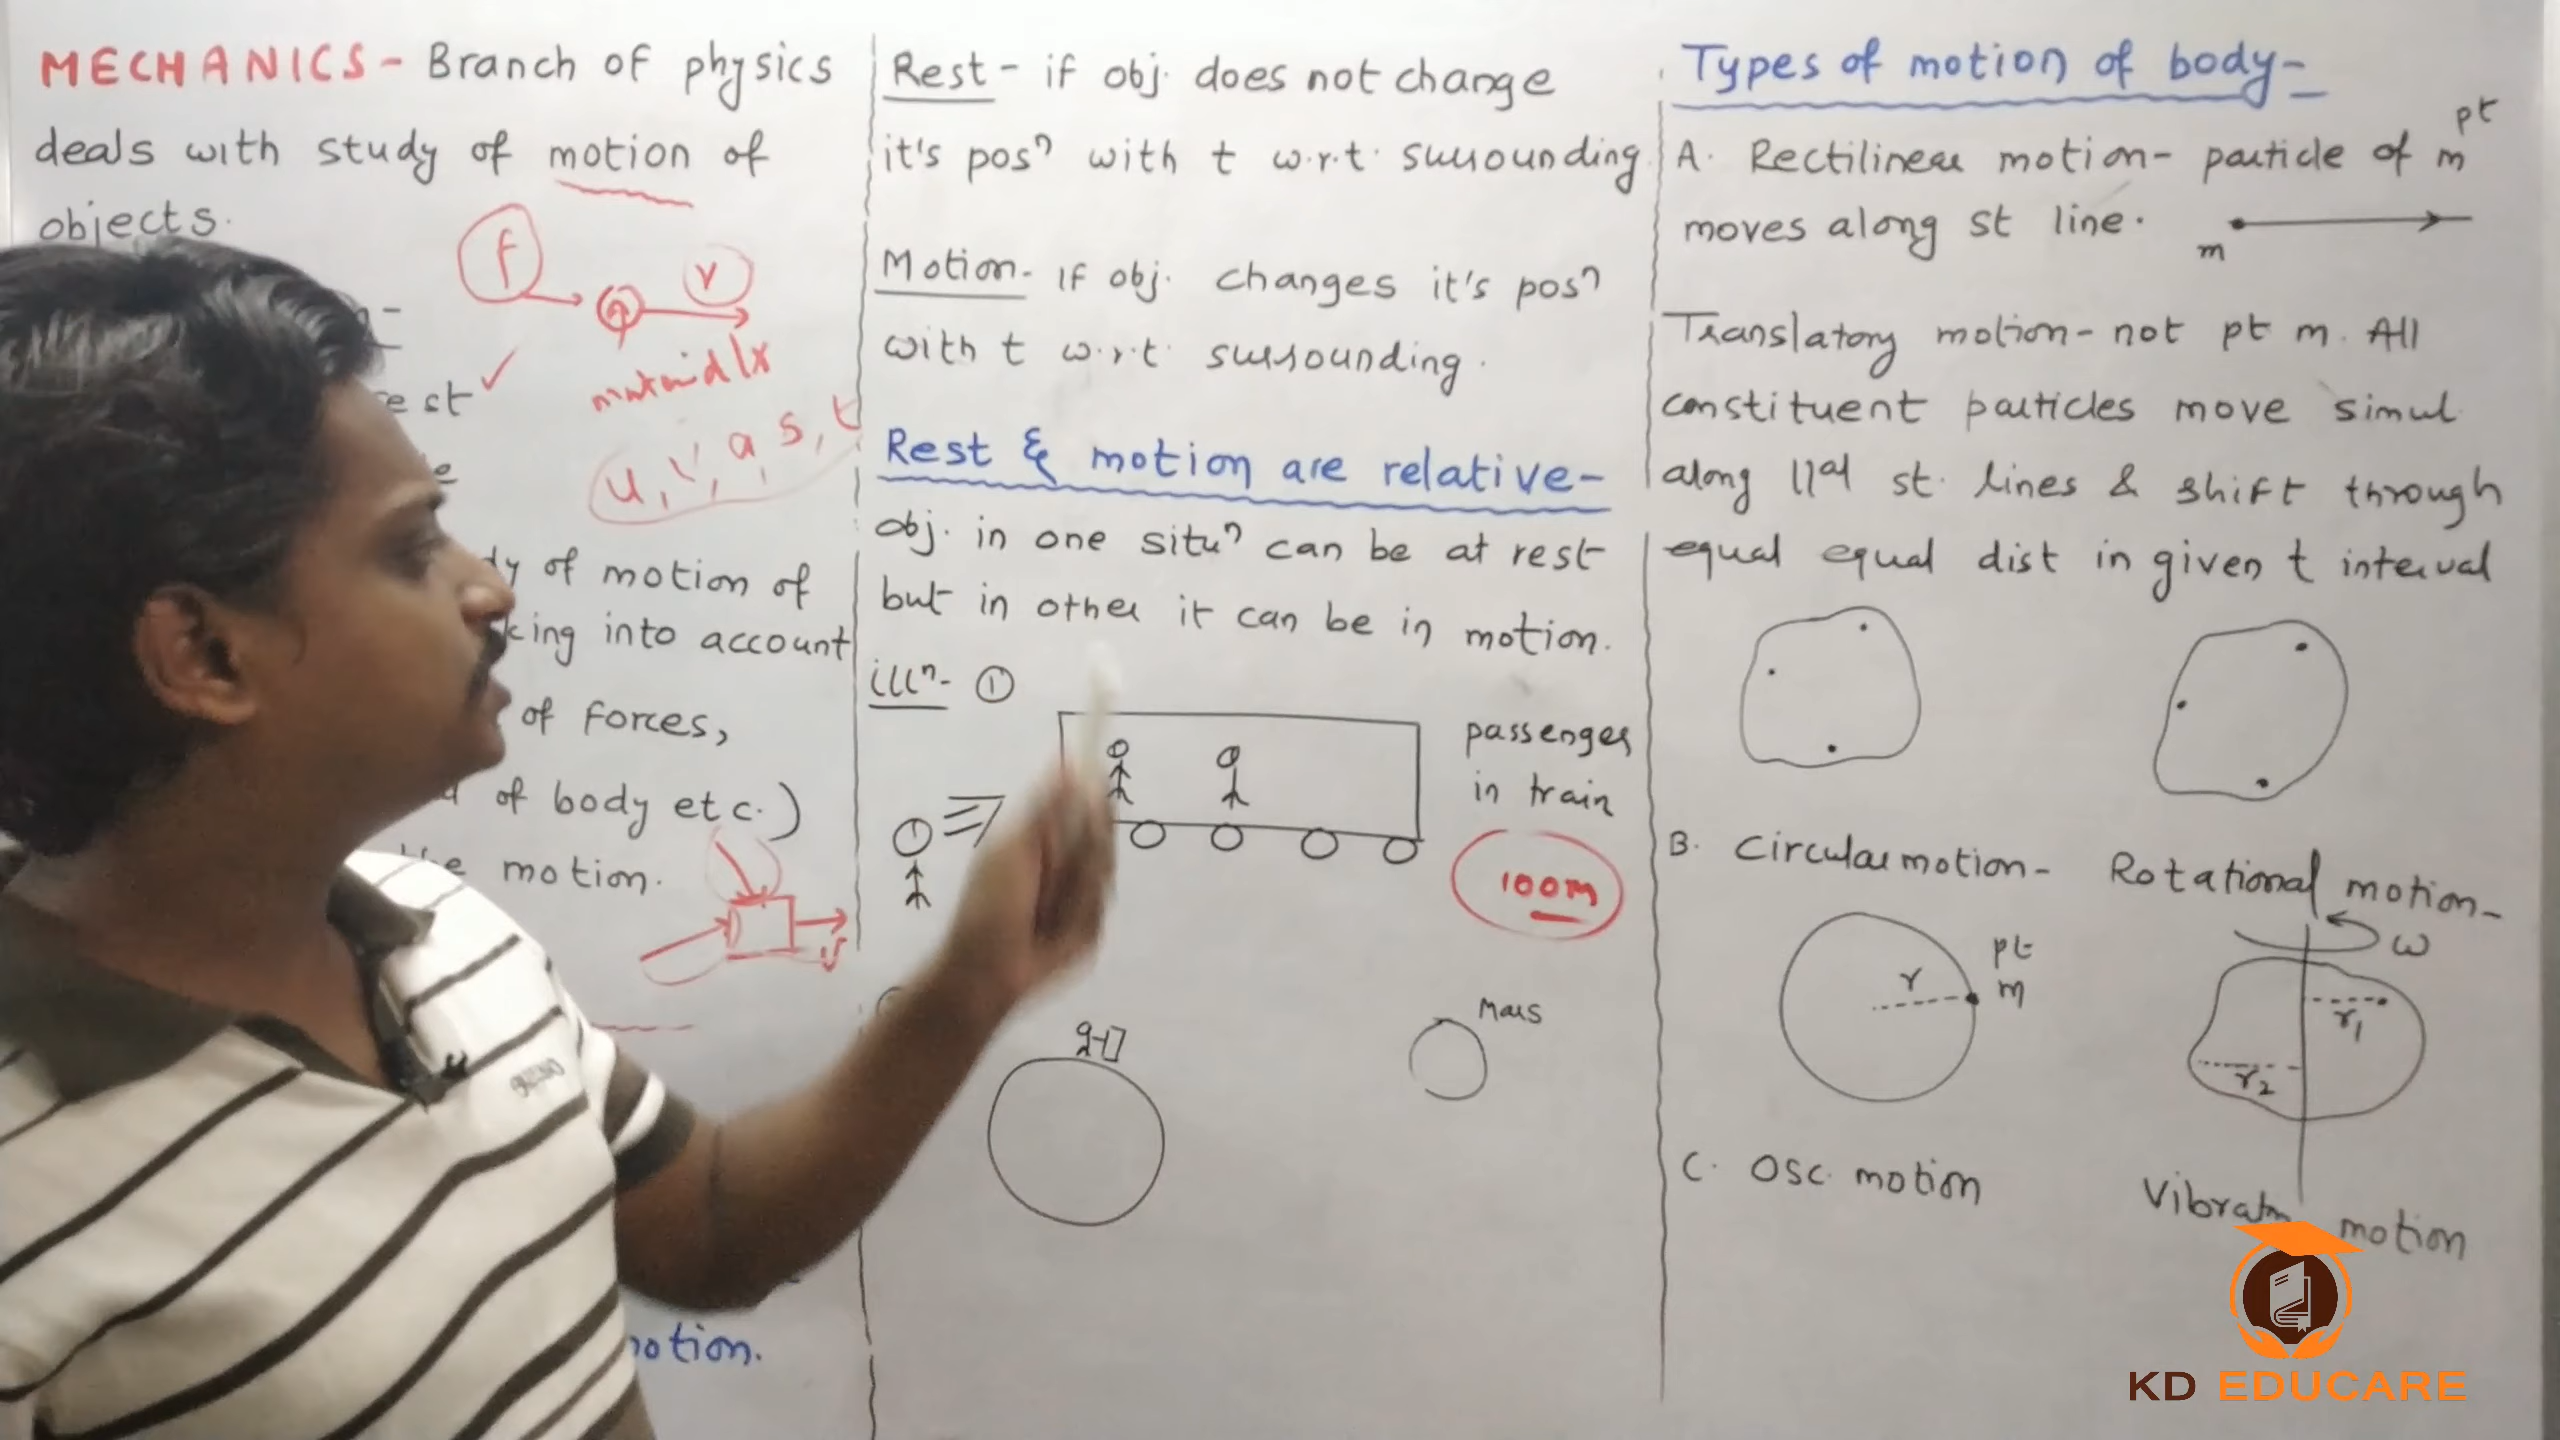 MECHANICS - Branch of physics
deals with study of motion of
objects.
f
v
u, v, a, s, t
of motion of
into account
of forces,
of body etc.)
motion.
v
motion.
Rest - if obj. does not change
it's posⁿ with t w.r.t. surrounding
Motion- If obj. changes it's posⁿ
with t w.r.t. surrounding.
Rest & motion are relative-
obj. in one situⁿ can be at rest
but in other it can be in motion.
illⁿ- ①
passengers
in train
100m
Mars
Types of motion of body-
pt
A. Rectilinear motion- particle of m
moves along st line.
m
Translatory motion- not pt m. All
constituent particles move simul
along ||al st. lines & shift through
equal equal dist in given t interval
B. Circular motion- Rotational motion-
ω
pt
m
r
r1
r2
C. Osc. motion
Vibratn motion
KD EDUCARE